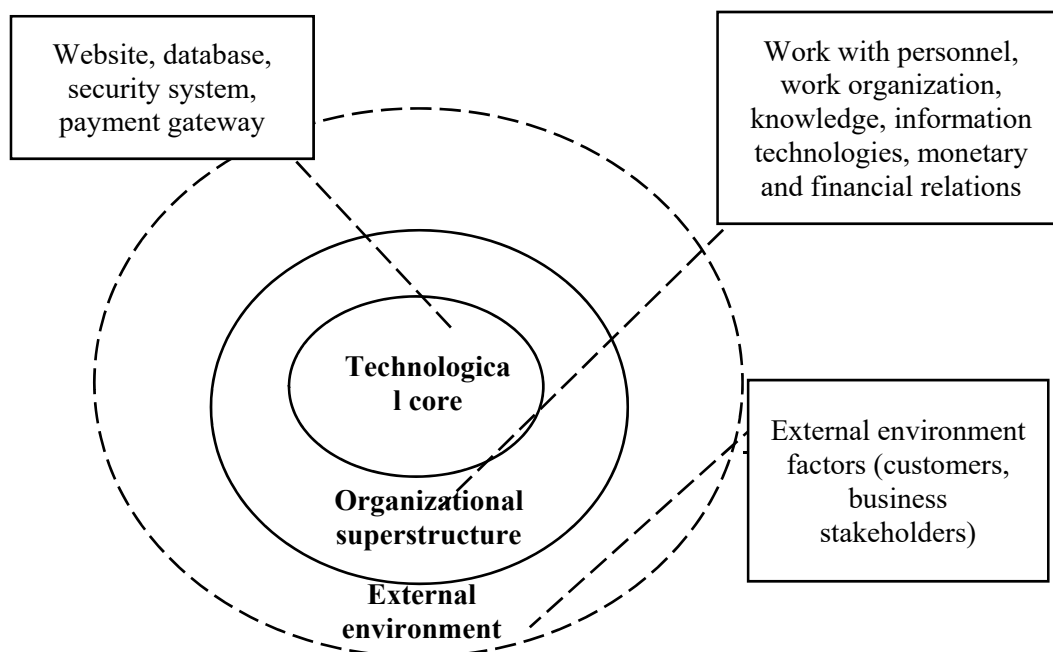 Website, database,
security system,
payment gateway
Work with personnel,
work organization,
knowledge, information
technologies, monetary
and financial relations
Technologica
l core
External environment
factors (customers,
business
stakeholders)
Organizational
superstructure
External
environment